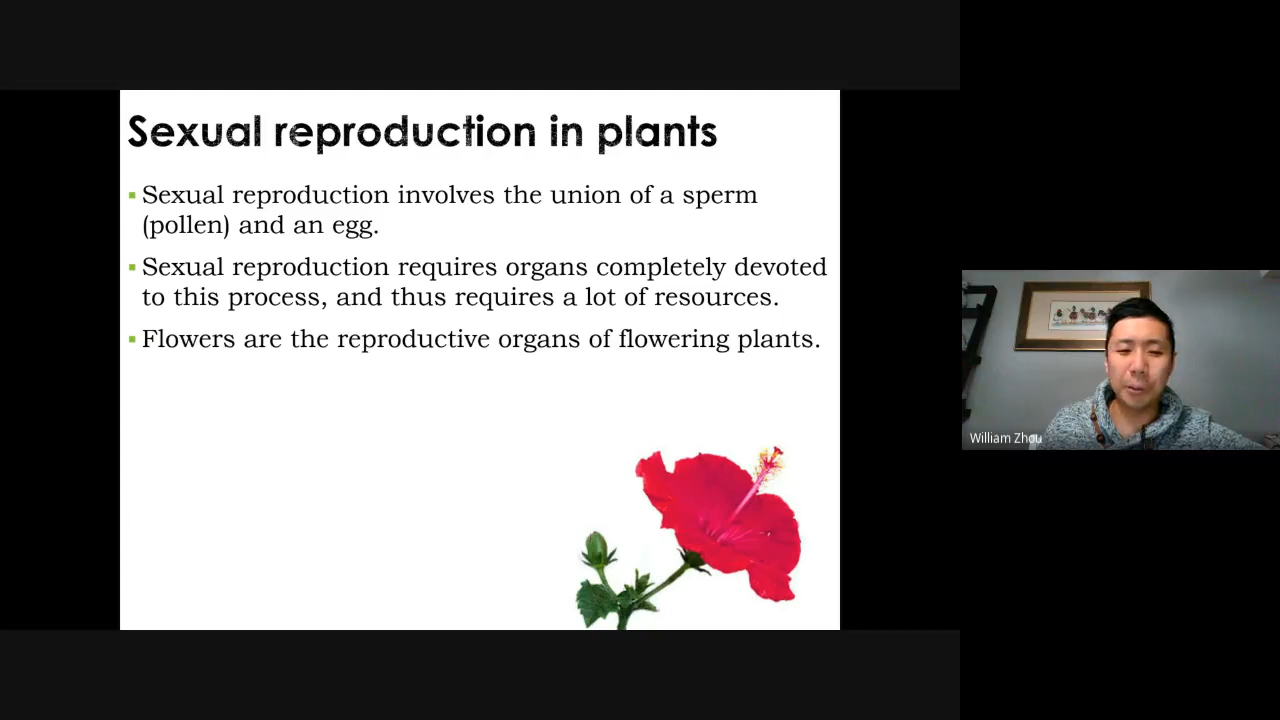 Sexual reproduction in plants
Sexual reproduction involves the union of a sperm
(pollen) and an egg.
Sexual reproduction requires organs completely devoted
to this process, and thus requires a lot of resources.
Flowers are the reproductive organs of flowering plants.
William Zhou